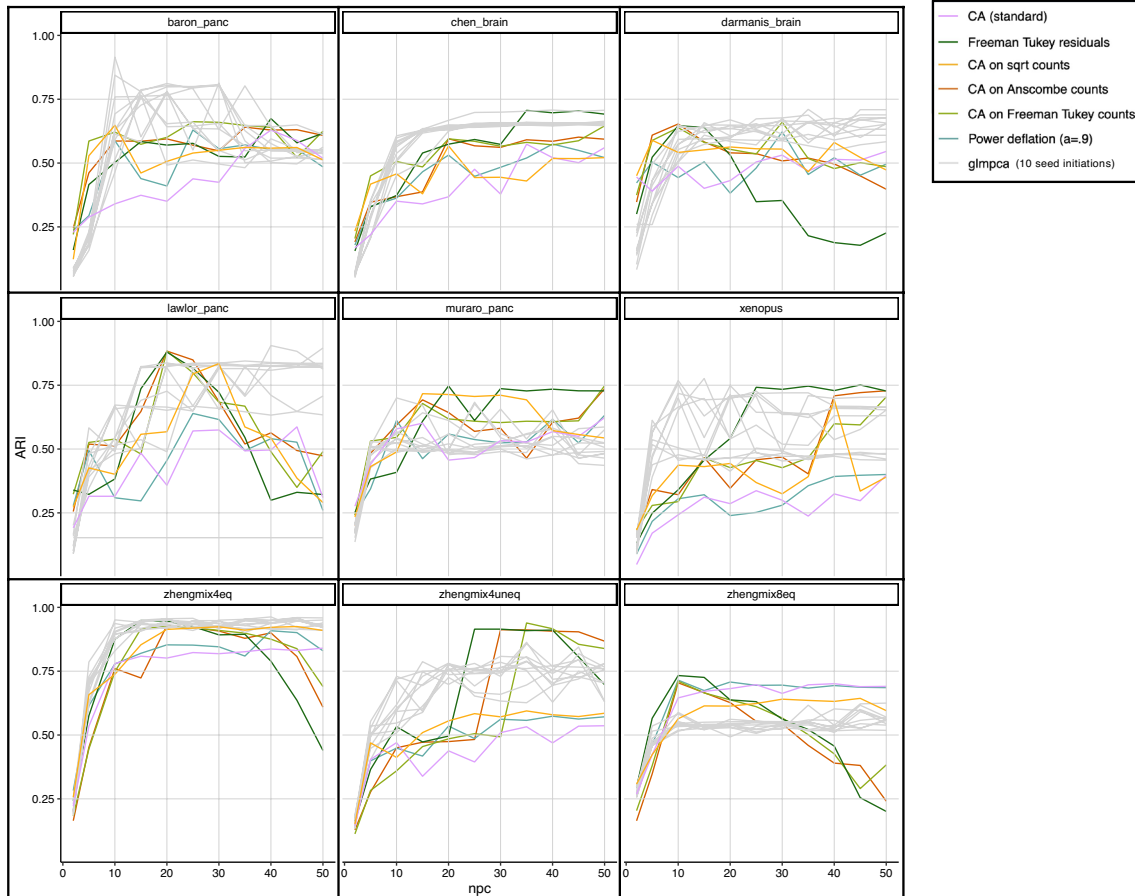 baron_panc chen_brain darmanis_brain
1.00
0.75
0.50
0.25
lawlor_panc muraro_panc xenopus
1.00
0.75
0.50
0.25
ARI
zhengmix4eq zhengmix4uneq zhengmix8eq
1.00
0.75
0.50
0.25
0 10 20 30 40 50 0 10 20 30 40 50 0 10 20 30 40 50
npc
CA (standard)
Freeman Tukey residuals
CA on sqrt counts
CA on Anscombe counts
CA on Freeman Tukey counts
Power deflation (a=.9)
glmpca (10 seed initiations)